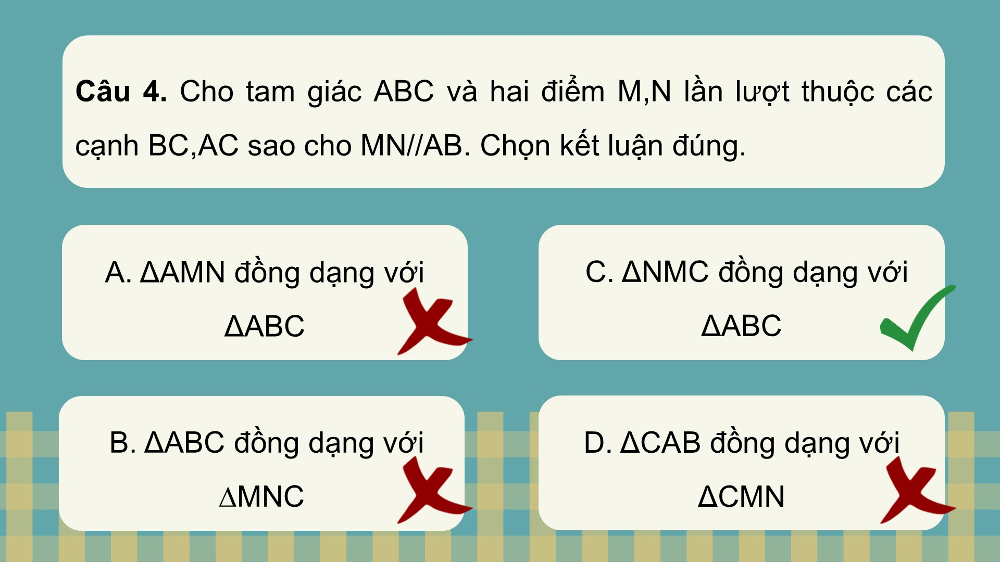 Câu 4. Cho tam giác ABC và hai điểm M,N lần lượt thuộc các
cạnh BC,AC sao cho MN//AB. Chọn kết luận đúng.
A. ΔAMN đồng dạng với
ΔABC
C. ΔNMC đồng dạng với
ΔABC
B. ΔABC đồng dạng với
∆MNC
D. ΔCAB đồng dạng với
ΔCMN